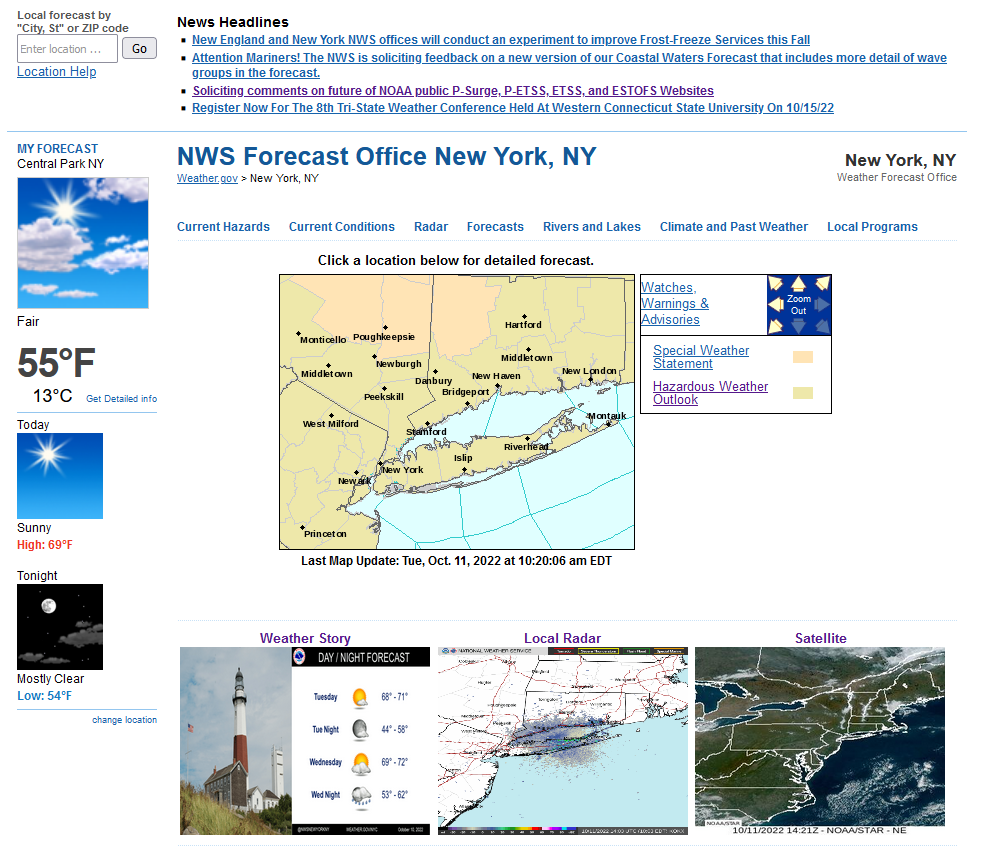 Local forecast by
"City, St" or ZIP code
Enter location ...
Go
Location Help
News Headlines
New England and New York NWS offices will conduct an experiment to improve Frost-Freeze Services this Fall
Attention Mariners! The NWS is soliciting feedback on a new version of our Coastal Waters Forecast that includes more detail of wave
groups in the forecast.
Soliciting comments on future of NOAA public P-Surge, P-ETSS, ETSS, and ESTOFS Websites
Register Now For The 8th Tri-State Weather Conference Held At Western Connecticut State University On 10/15/22
MY FORECAST
Central Park NY
Fair
55°F
13°C
Get Detailed info
Today
Sunny
High: 69°F
Tonight
Mostly Clear
Low: 54°F
change location
NWS Forecast Office New York, NY
Weather.gov > New York, NY
New York, NY
Weather Forecast Office
Current Hazards Current Conditions Radar Forecasts Rivers and Lakes Climate and Past Weather Local Programs
Click a location below for detailed forecast.
Hartford
Monticello
Poughkeepsie
Middletown
Newburgh
Middletown
Danbury
New Haven
New London
Peekskill
Bridgeport
West Milford
Stamford
Montauk
Riverhead
Islip
New York
Newark
Princeton
Last Map Update: Tue, Oct. 11, 2022 at 10:20:06 am EDT
Watches,
Warnings &
Advisories
Zoom
Out
Special Weather
Statement
Hazardous Weather
Outlook
Weather Story
DAY / NIGHT FORECAST
Tuesday 68° - 71°
Tue Night 44° - 58°
Wednesday 69° - 72°
Wed Night 53° - 62°
@NWSNEWYORKNY WEATHER.GOV/NYC October 10, 2022
Local Radar
NATIONAL WEATHER SERVICE
Satellite
NOAA/STAR
10/11/2022 14:21Z - NOAA/STAR - NE